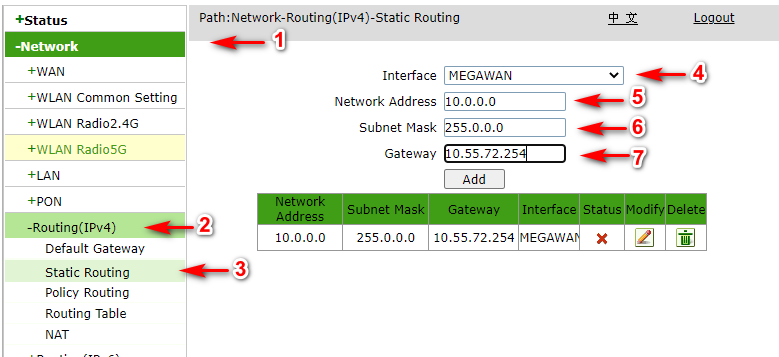 +Status
-Network
+WAN
+WLAN Common Setting
+WLAN Radio2.4G
+WLAN Radio5G
+LAN
+PON
-Routing(IPv4)
Default Gateway
Static Routing
Policy Routing
Routing Table
NAT
Path:Network-Routing(IPv4)-Static Routing
中 文
Logout
1
2
3
Interface MEGAWAN 4
Network Address 10.0.0.0 5
Subnet Mask 255.0.0.0 6
Gateway 10.55.72.254 7
Add
Network Address Subnet Mask Gateway Interface Status Modify Delete
10.0.0.0 255.0.0.0 10.55.72.254 MEGAWAN